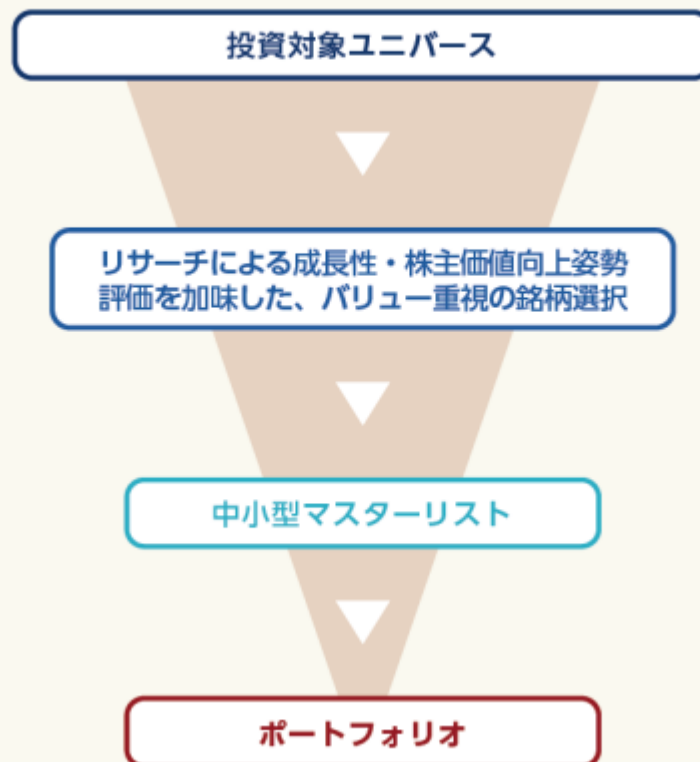 投資対象ユニバース
リサーチによる成長性・株主価値向上姿勢
評価を加味した、バリュー重視の銘柄選択
中小型マスターリスト
ポートフォリオ